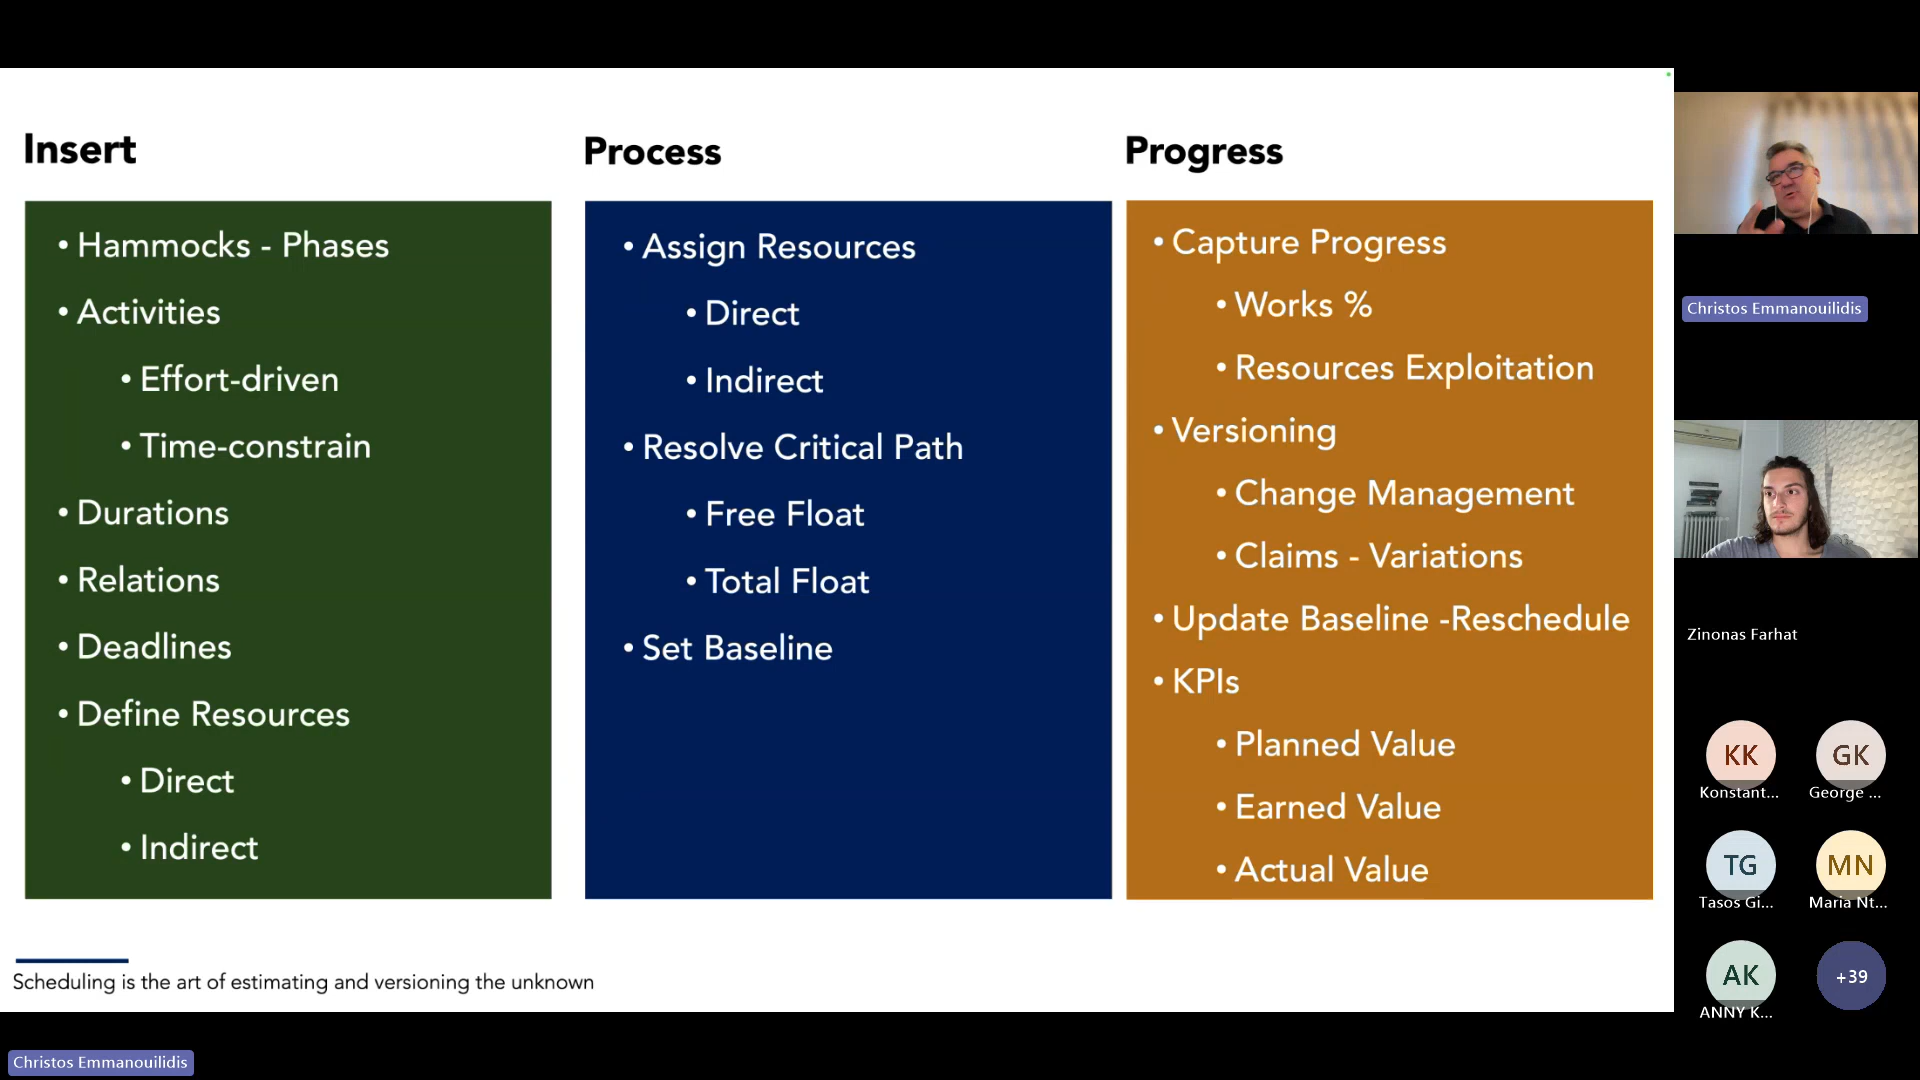 Insert
• Hammocks - Phases
• Activities
• Effort-driven
• Time-constrain
• Durations
• Relations
• Deadlines
• Define Resources
• Direct
• Indirect
Process
• Assign Resources
• Direct
• Indirect
• Resolve Critical Path
• Free Float
• Total Float
• Set Baseline
Progress
• Capture Progress
• Works %
• Resources Exploitation
• Versioning
• Change Management
• Claims - Variations
• Update Baseline -Reschedule
• KPIs
• Planned Value
• Earned Value
• Actual Value
Scheduling is the art of estimating and versioning the unknown
Christos Emmanouilidis
Christos Emmanouilidis
Zinonas Farhat
KK
Konstant...
GK
George ...
TG
Tasos Gi...
MN
Maria Nt...
AK
ANNY K...
+39